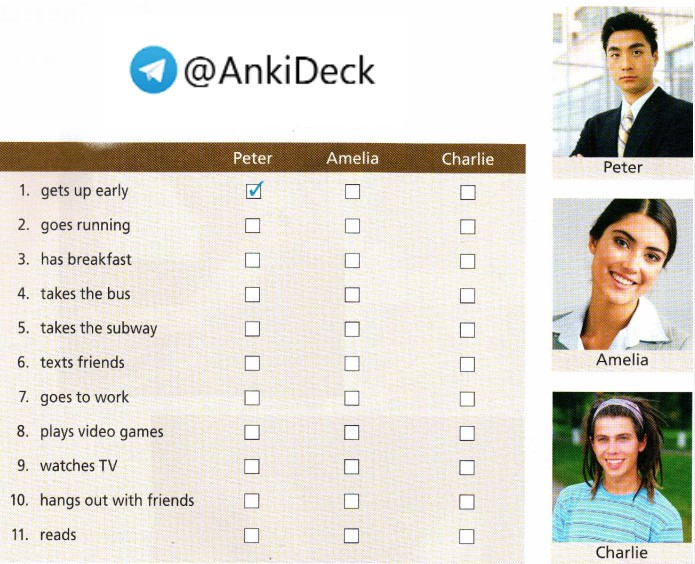 @AnkiDeck
Peter Amelia Charlie
1. gets up early
2. goes running
3. has breakfast
4. takes the bus
5. takes the subway
6. texts friends
7. goes to work
8. plays video games
9. watches TV
10. hangs out with friends
11. reads
Peter
Amelia
Charlie